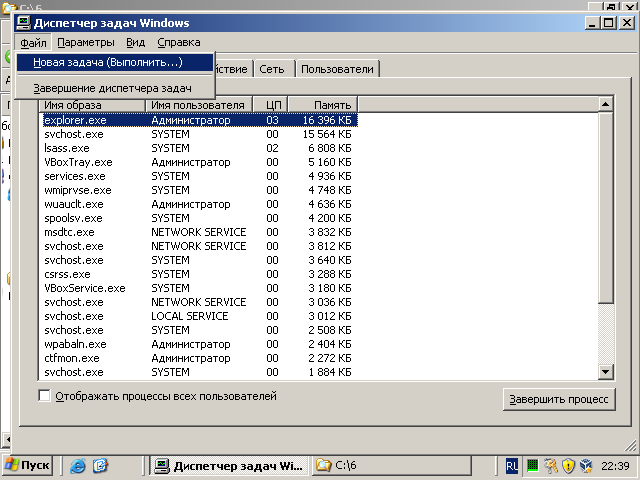 C:\6
Диспетчер задач Windows
Файл Параметры Вид Справка
Новая задача (Выполнить...)
Завершение диспетчера задач
йствие Сеть Пользователи
Имя образа Имя пользователя ЦП Память
explorer.exe Администратор 03 16 396 КБ
svchost.exe SYSTEM 00 15 564 КБ
lsass.exe SYSTEM 02 6 808 КБ
VBoxTray.exe Администратор 00 5 160 КБ
services.exe SYSTEM 00 4 936 КБ
wmiprvse.exe SYSTEM 00 4 748 КБ
wuauclt.exe Администратор 00 4 636 КБ
spoolsv.exe SYSTEM 00 4 200 КБ
msdtc.exe NETWORK SERVICE 00 3 832 КБ
svchost.exe NETWORK SERVICE 00 3 812 КБ
svchost.exe SYSTEM 00 3 640 КБ
csrss.exe SYSTEM 00 3 288 КБ
VBoxService.exe SYSTEM 00 3 180 КБ
svchost.exe NETWORK SERVICE 00 3 036 КБ
svchost.exe LOCAL SERVICE 00 3 012 КБ
svchost.exe SYSTEM 00 2 508 КБ
wpabaln.exe Администратор 00 2 404 КБ
ctfmon.exe Администратор 00 2 272 КБ
svchost.exe SYSTEM 00 1 884 КБ
Отображать процессы всех пользователей
Завершить процесс
Пуск Диспетчер задач Wi... C:\6 RU 22:39